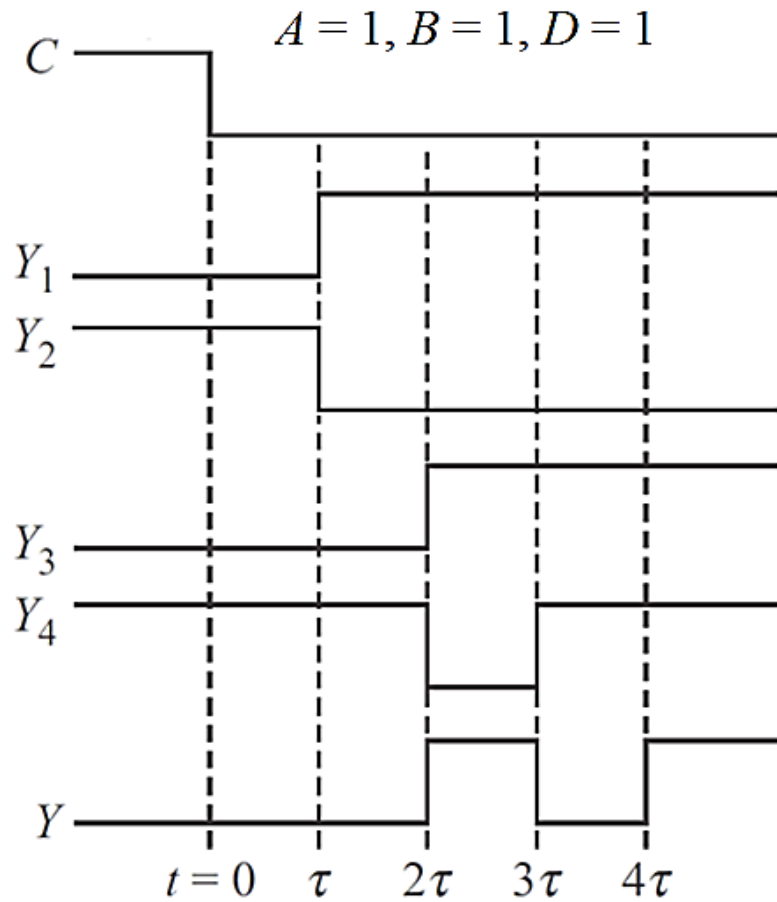 A = 1, B = 1, D = 1
C
Y₁
Y₂
Y₃
Y₄
Y
t = 0 τ 2τ 3τ 4τ